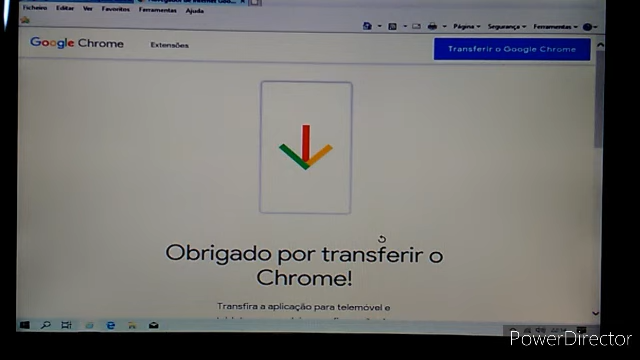 Ficheiro Editar Ver Favoritos Ferramentas Ajuda
Página Segurança Ferramentas
Google Chrome Extensões Transferir o Google Chrome
Obrigado por transferir o
Chrome!
Transfira a aplicação para telemóvel e
PowerDirector